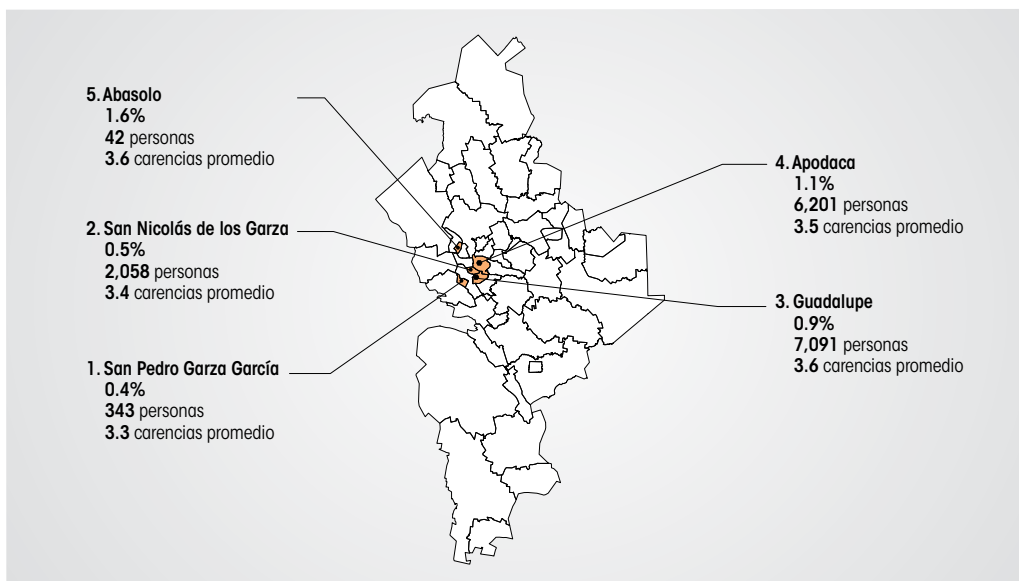 5. Abasolo
1.6%
42 personas
3.6 carencias promedio
2. San Nicolás de los Garza
0.5%
2,058 personas
3.4 carencias promedio
1. San Pedro Garza García
0.4%
343 personas
3.3 carencias promedio
4. Apodaca
1.1%
6,201 personas
3.5 carencias promedio
3. Guadalupe
0.9%
7,091 personas
3.6 carencias promedio